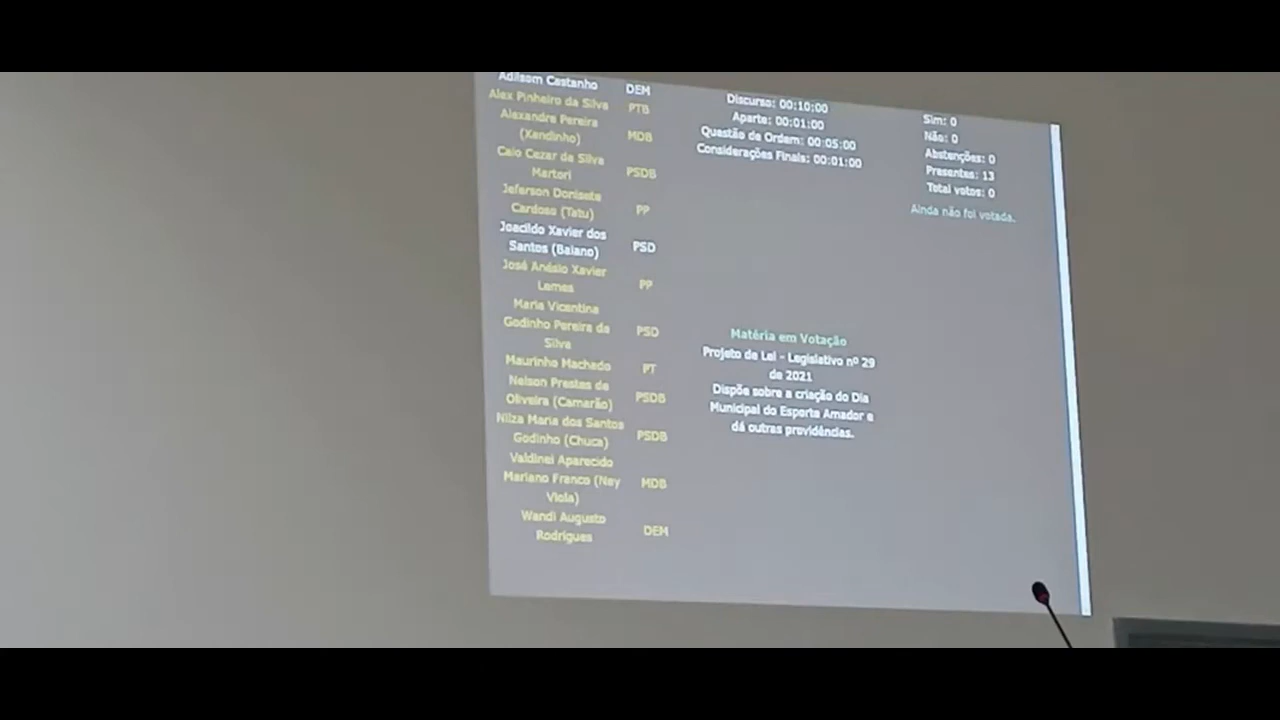 Adilsom Castanho DEM
Alex Pinheiro da Silva PTB
Alexandre Pereira
(Xandinho) MDB
Caio Cezar da Silva
Martori PSDB
Jeferson Donisete
Cardoso (Tatu) PP
Joacildo Xavier dos
Santos (Baiano) PSD
José Anésio Xavier
Lemes PP
Maria Vicentina
Godinho Pereira da
Silva PSD
Maurinho Machado PT
Nelson Prestes de
Oliveira (Camarão) PSDB
Nilza Maria dos Santos
Godinho (Chuca) PSDB
Valdinei Aparecido
Mariano Franco (Ney
Viola) MDB
Wandi Augusto
Rodrigues DEM
Discurso: 00:10:00
Aparte: 00:01:00
Questão de Ordem: 00:05:00
Considerações Finais: 00:01:00
Matéria em Votação
Projeto de Lei - Legislativo nº 29
de 2021
Dispõe sobre a criação do Dia
Municipal do Esporte Amador e
dá outras providências.
Sim: 0
Não: 0
Abstenções: 0
Presentes: 13
Total votos: 0
Ainda não foi votada.